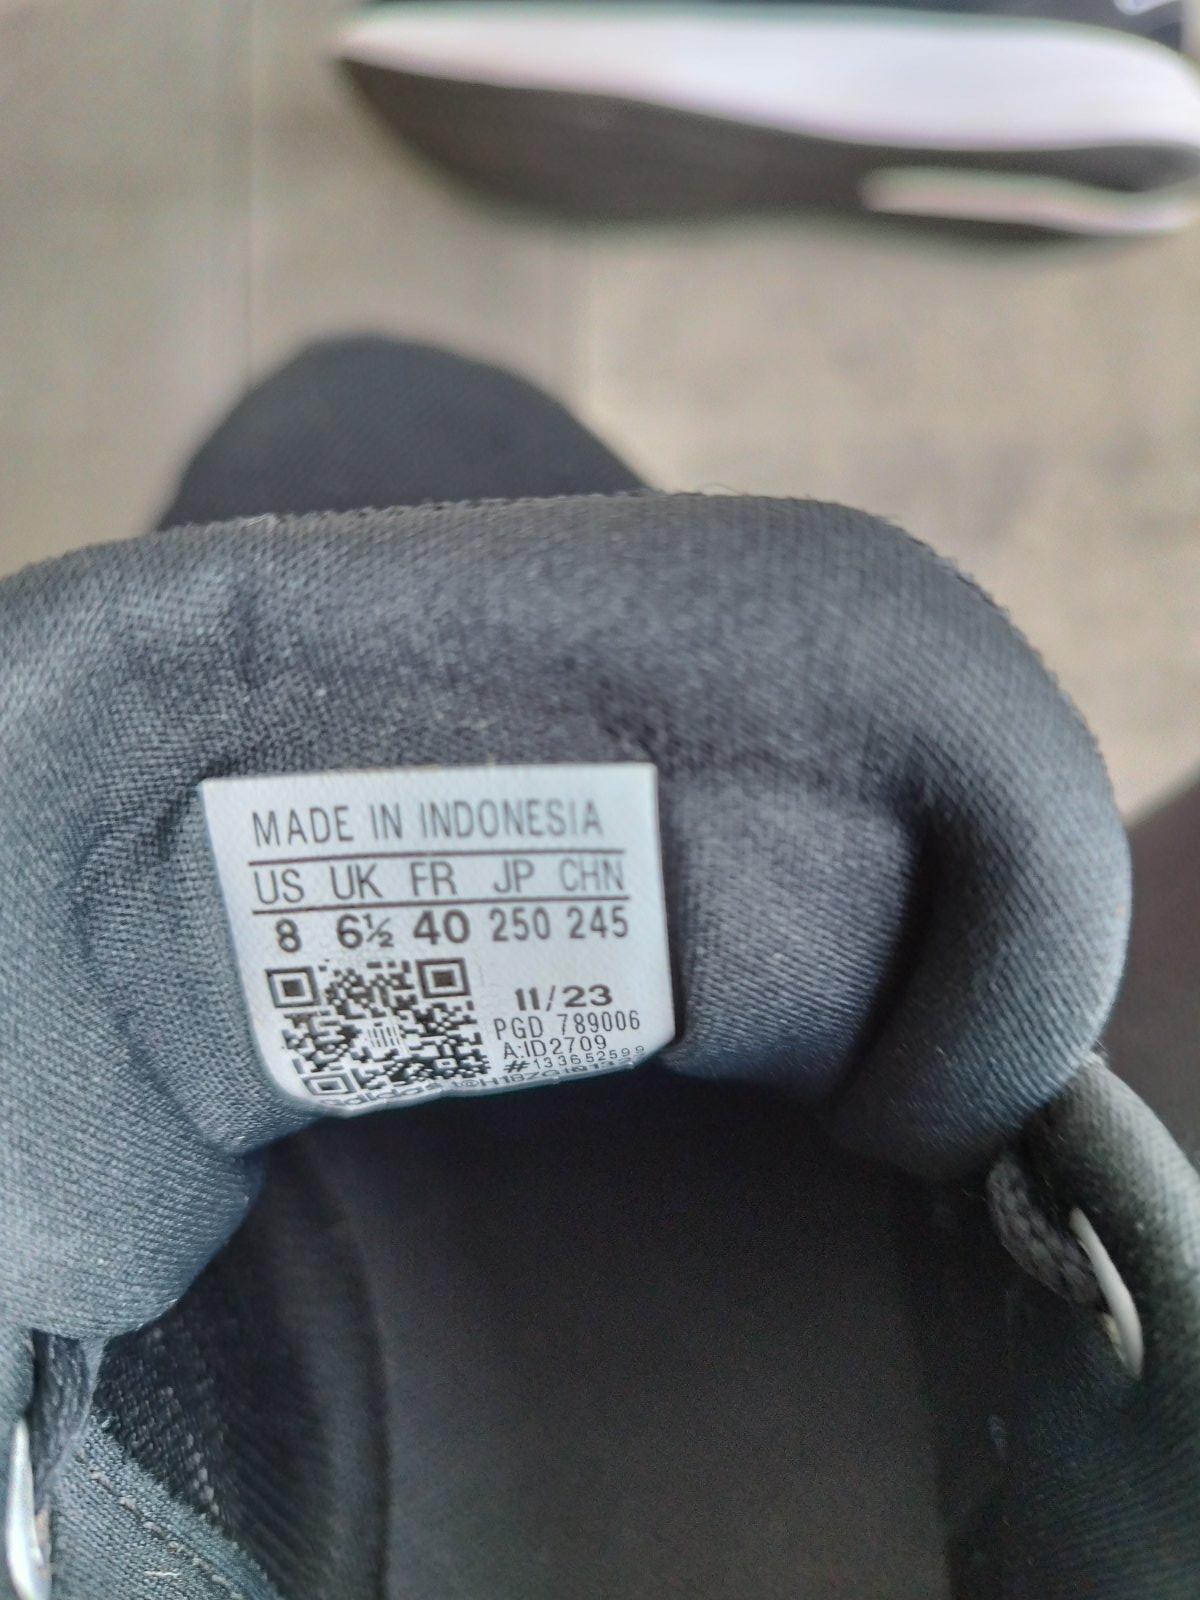 MADE IN INDONESIA
US UK FR JP CHN
8 6½ 40 250 245
11/23
PGD 789006
A:ID2709
#133652599